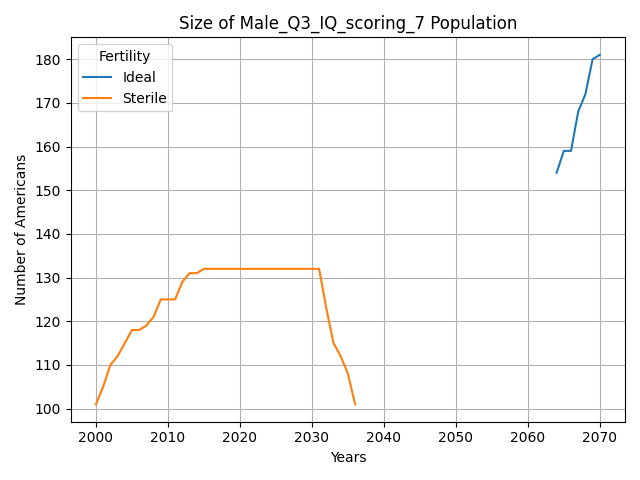 Size of Male_Q3_IQ_scoring_7 Population
Fertility
Ideal
Sterile
Number of Americans
180
170
160
150
140
130
120
110
100
2000 2010 2020 2030 2040 2050 2060 2070
Years